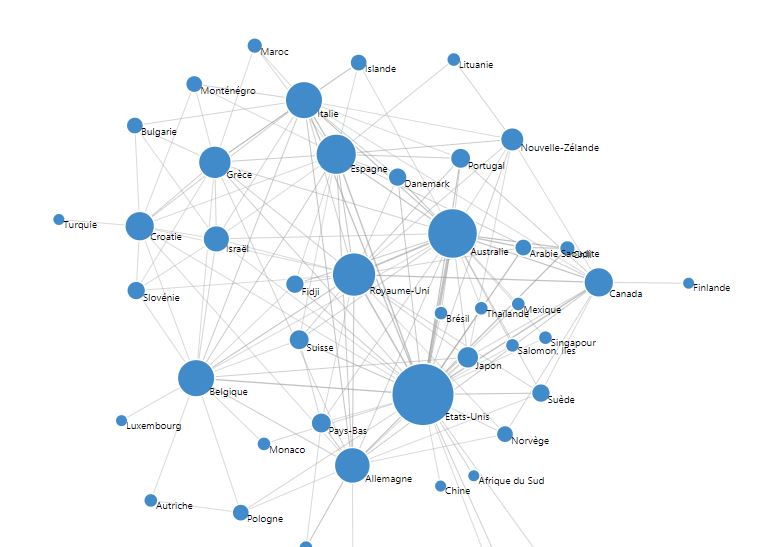 Maroc
Islande
Lituanie
Monténégro
Italie
Bulgarie
Nouvelle-Zélande
Espagne
Portugal
Grèce
Danemark
Turquie
Croatie
Israël
Australie
Arabie Saoudite
Chili
Royaume-Uni
Canada
Finlande
Slovénie
Fidji
Brésil
Thaïlande
Mexique
Suisse
Singapour
Salomon, îles
Japon
Belgique
Suède
Etats-Unis
Luxembourg
Pays-Bas
Norvège
Monaco
Allemagne
Afrique du Sud
Chine
Autriche
Pologne